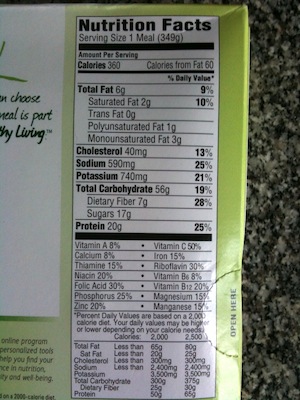 Nutrition Facts
Serving Size 1 Meal (349g)
Amount Per Serving
Calories 360 Calories from Fat 60
% Daily Value*
Total Fat 6g 9%
Saturated Fat 2g 10%
Trans Fat 0g
Polyunsaturated Fat 1g
Monounsaturated Fat 3g
Cholesterol 40mg 13%
Sodium 590mg 25%
Potassium 740mg 21%
Total Carbohydrate 56g 19%
Dietary Fiber 7g 28%
Sugars 17g
Protein 20g 25%
Vitamin A 8% • Vitamin C 50%
Calcium 8% • Iron 15%
Thiamine 15% • Riboflavin 30%
Niacin 20% • Vitamin B6 8%
Folic Acid 30% • Vitamin B12 20%
Phosphorus 25% • Magnesium 15%
Zinc 20% • Manganese 15%
*Percent Daily Values are based on a 2,000
calorie diet. Your daily values may be higher
or lower depending on your calorie needs:
Calories: 2,000 2,500
Total Fat Less than 65g 80g
Sat Fat Less than 20g 25g
Cholesterol Less than 300mg 300mg
Sodium Less than 2,400mg 2,400mg
Potassium 3,500mg 3,500mg
Total Carbohydrate 300g 375g
Dietary Fiber 25g 30g
Protein 50g 65g
choose
meal is part
thy Living™
online program
personalized tools
help you find your
in nutrition,
ity and well-being.
on a 2000-calorie diet.
OPEN HERE